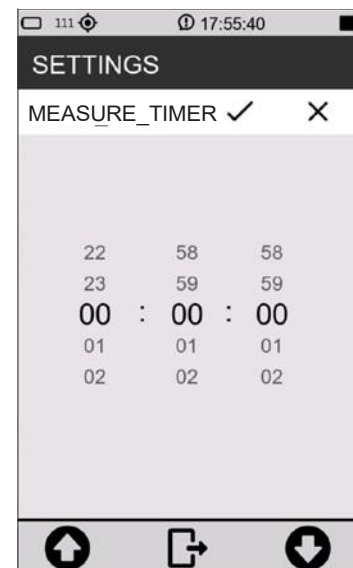 111 17:55:40
SETTINGS
MEASURE_TIMER
22 58 58
23 59 59
00 : 00 : 00
01 01 01
02 02 02